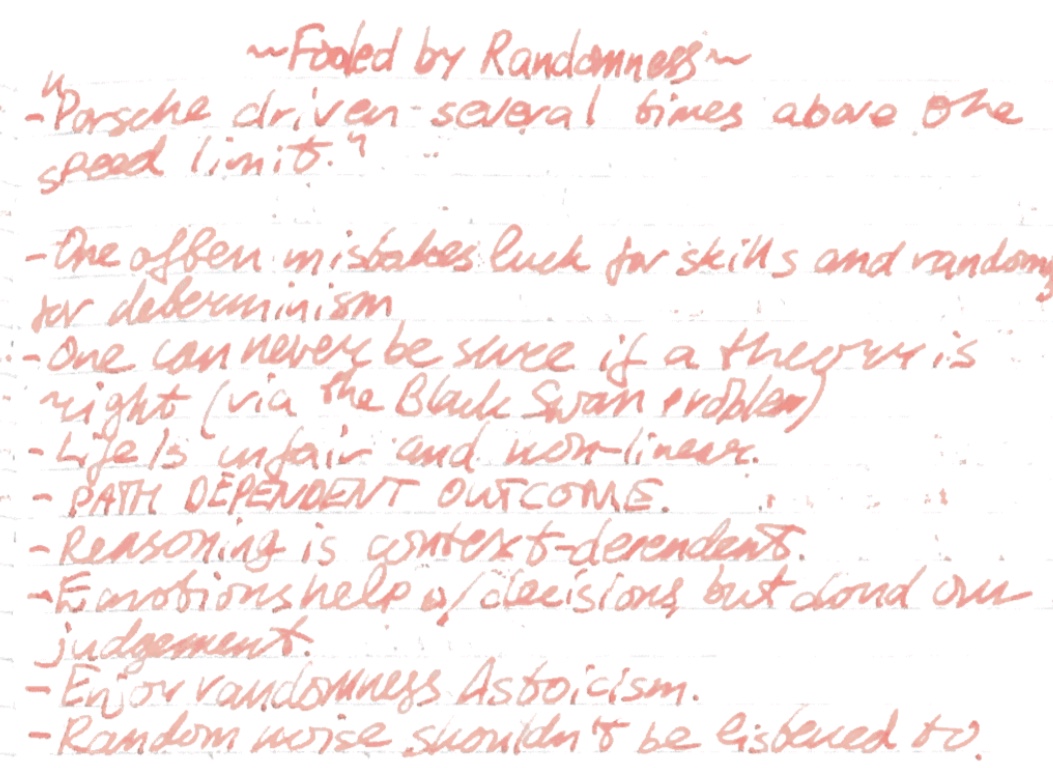 ~Fooled by Randomness~
-"Porsche driven several times above the
speed limit."
-One often mistakes luck for skills and randomness
for determinism
-One can never be sure if a theory is
right (via the Black Swan Problem)
-Life is unfair and non-linear.
-PATH DEPENDENT OUTCOME.
-Reasoning is context-dependent.
-Emotions help w/decisions, but cloud our
judgement.
-Enjoy randomness & stoicism.
-Random noise shouldn't be listened to.